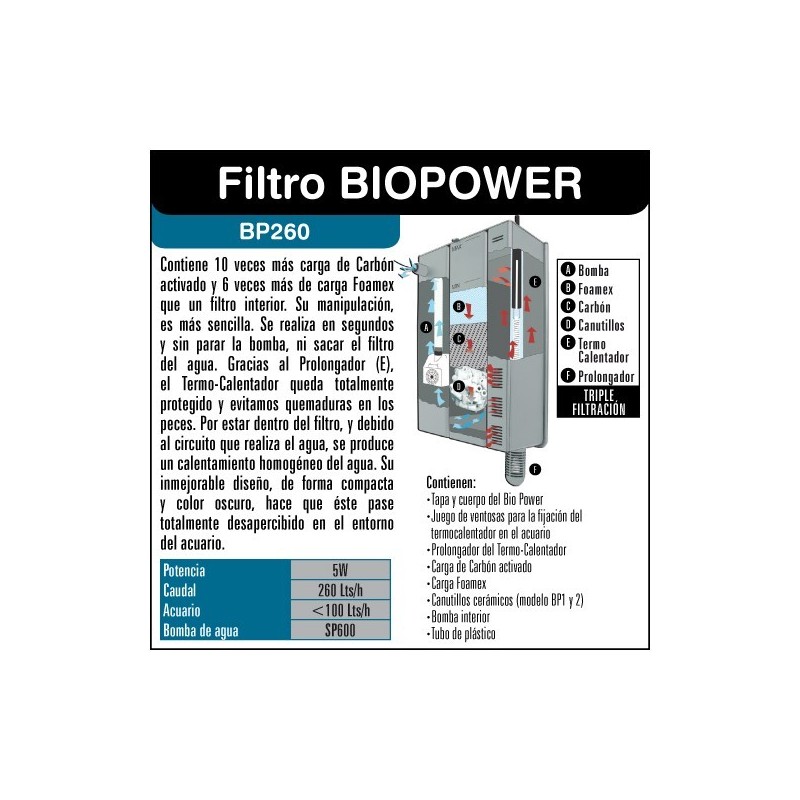 Filtro BIOPOWER
BP260
Contiene 10 veces más carga de Carbón
activado y 6 veces más de carga Foamex
que un filtro interior. Su manipulación,
es más sencilla. Se realiza en segundos
y sin parar la bomba, ni sacar el filtro
del agua. Gracias al Prolongador (E),
el Termo-Calentador queda totalmente
protegido y evitamos quemaduras en los
peces. Por estar dentro del filtro, y debido
al circuito que realiza el agua, se produce
un calentamiento homogéneo del agua. Su
inmejorable diseño, de forma compacta
y color oscuro, hace que éste pase
totalmente desapercibido en el entorno
del acuario.
Potencia 5W
Caudal 260 Lts/h
Acuario <100 Lts/h
Bomba de agua SP600
A
B
C
D
E
F
A Bomba
B Foamex
C Carbón
D Canutillos
E Termo
Calentador
F Prolongador
TRIPLE
FILTRACIÓN
Contienen:
•Tapa y cuerpo del Bio Power
•Juego de ventosas para la fijación del
termocalentador en el acuario
•Prolongador del Termo-Calentador
•Carga de Carbón activado
•Carga Foamex
•Canutillos cerámicos (modelo BP1 y 2)
•Bomba interior
•Tubo de plástico